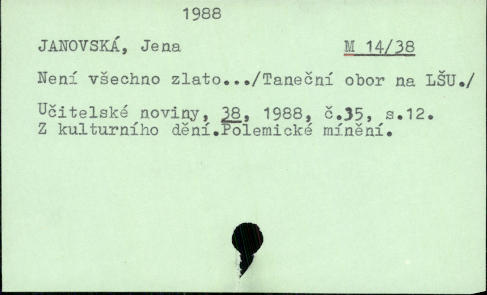 1988
JANOVSKÁ, Jena M 14/38
Není všechno zlato.../Taneční obor na LŠU./
Učitelské noviny, 38, 1988, č.35, s.12.
Z kulturního dění.Polemické mínění.